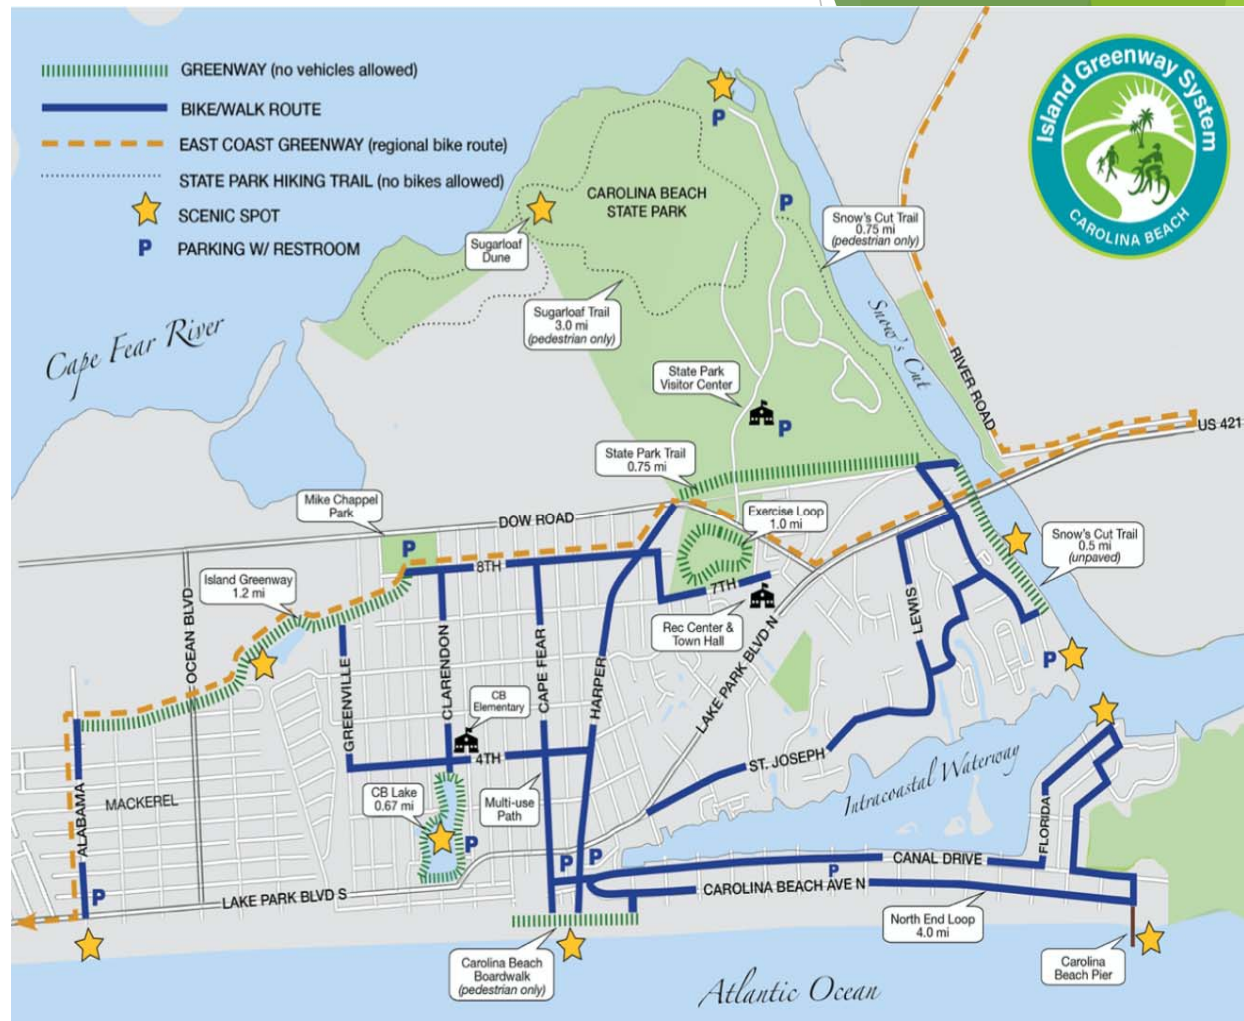 GREENWAY (no vehicles allowed)
BIKE/WALK ROUTE
EAST COAST GREENWAY (regional bike route)
STATE PARK HIKING TRAIL (no bikes allowed)
SCENIC SPOT
P PARKING W/ RESTROOM
Island Greenway System
CAROLINA BEACH
P
CAROLINA BEACH
STATE PARK
P
Snow's Cut Trail
0.75 mi
(pedestrian only)
Sugarloaf
Dune
Sugarloaf Trail
3.0 mi
(pedestrian only)
Cape Fear River
Snow's Cut
RIVER ROAD
State Park
Visitor Center
P
US 421
State Park Trail
0.75 mi
Mike Chappel
Park
DOW ROAD
Exercise Loop
1.0 mi
Snow's Cut Trail
0.5 mi
(unpaved)
P
8TH
7TH
Island Greenway
1.2 mi
OCEAN BLVD
Rec Center &
Town Hall
LEWIS
GREENVILLE
CLARENDON
CAPE FEAR
HARPER
LAKE PARK BLVD N
P
CB
Elementary
4TH
ST. JOSEPH
Intracoastal Waterway
MACKEREL
ALABAMA
CB Lake
0.67 mi
Multi-use
Path
FLORIDA
P
P
P
P
CANAL DRIVE
CAROLINA BEACH AVE N
P
LAKE PARK BLVD S
North End Loop
4.0 mi
Carolina Beach
Boardwalk
(pedestrian only)
Carolina
Beach Pier
Atlantic Ocean